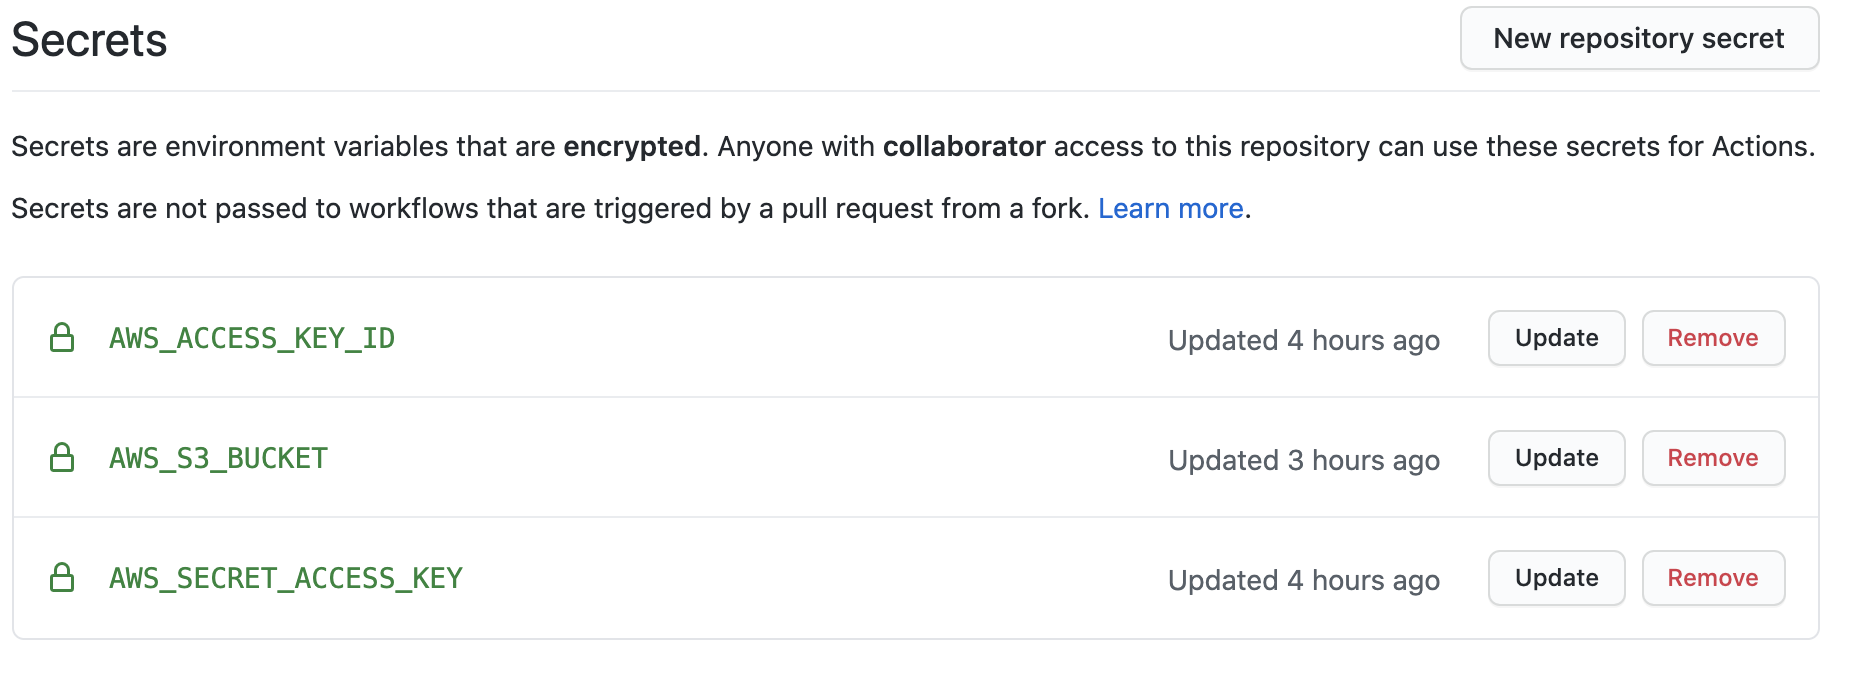 Secrets
New repository secret
Secrets are environment variables that are encrypted. Anyone with collaborator access to this repository can use these secrets for Actions.
Secrets are not passed to workflows that are triggered by a pull request from a fork. Learn more.
AWS_ACCESS_KEY_ID Updated 4 hours ago Update Remove
AWS_S3_BUCKET Updated 3 hours ago Update Remove
AWS_SECRET_ACCESS_KEY Updated 4 hours ago Update Remove